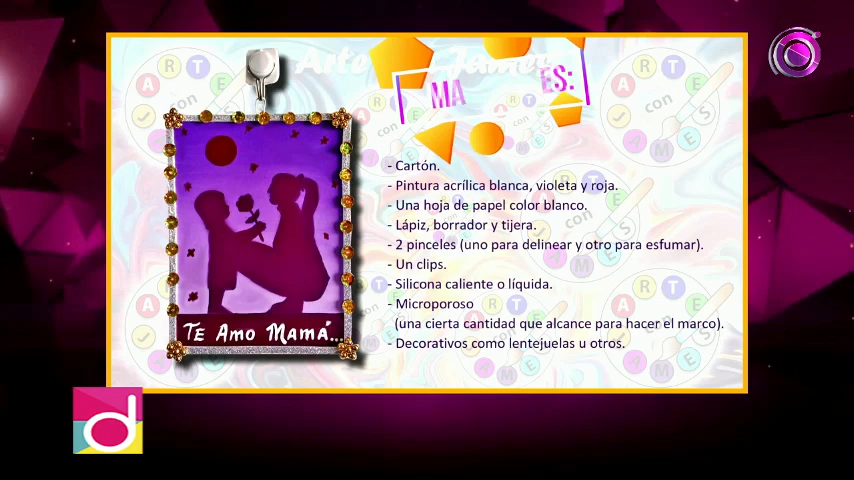 Arte
James
MA ES:
- Cartón.
- Pintura acrílica blanca, violeta y roja.
- Una hoja de papel color blanco.
- Lápiz, borrador y tijera.
- 2 pinceles (uno para delinear y otro para esfumar).
- Un clips.
- Silicona caliente o líquida.
- Microporoso
(una cierta cantidad que alcance para hacer el marco).
- Decorativos como lentejuelas u otros.
TE AMO MAMÁ...
d